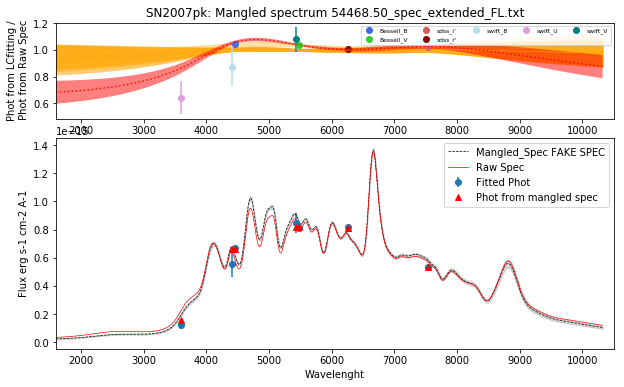 SN2007pk: Mangled spectrum 54468.50_spec_extended_FL.txt
Phot from LCfitting /
Phot from Raw Spec
1.2
1.0
0.8
0.6
Bessell_B
Bessell_V
sdss_i'
sdss_r'
swift_B
swift_U
swift_V
2000 3000 4000 5000 6000 7000 8000 9000 10000
Flux erg s-1 cm-2 A-1
1.4
1.2
1.0
0.8
0.6
0.4
0.2
0.0
Mangled_Spec FAKE SPEC
Raw Spec
Fitted Phot
Phot from mangled spec
2000 3000 4000 5000 6000 7000 8000 9000 10000
Wavelenght